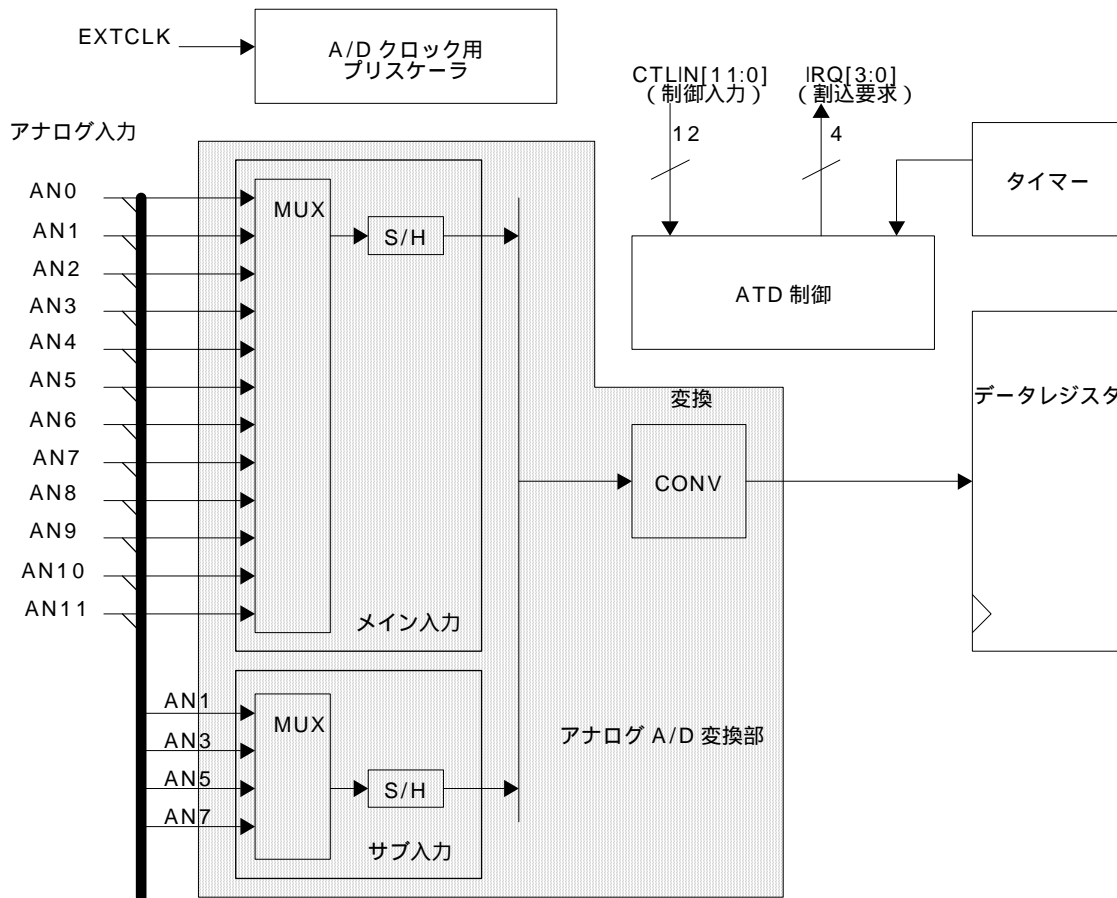 EXTCLK
A/D クロック用
プリスケーラ
CTLIN[11:0]
（制御入力）
IRQ[3:0]
（割込要求）
12
4
アナログ入力
タイマー
AN0
AN1
AN2
AN3
AN4
AN5
AN6
AN7
AN8
AN9
AN10
AN11
MUX
S/H
メイン入力
ATD 制御
変換
CONV
データレジスタ
AN1
AN3
AN5
AN7
MUX
S/H
サブ入力
アナログ A/D 変換部